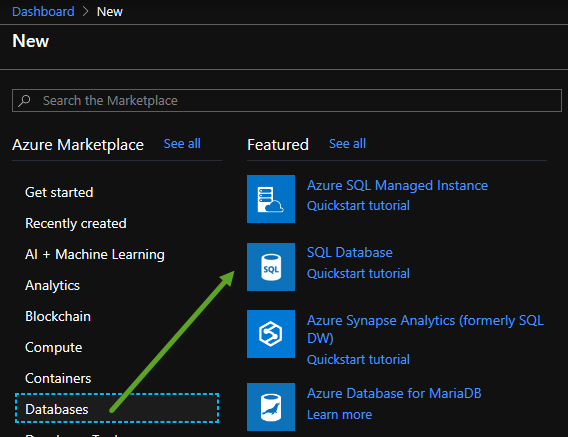 Dashboard > New
New
Search the Marketplace
Azure Marketplace See all
Get started
Recently created
AI + Machine Learning
Analytics
Blockchain
Compute
Containers
Databases
Featured See all
Azure SQL Managed Instance
Quickstart tutorial
SQL
SQL Database
Quickstart tutorial
Azure Synapse Analytics (formerly SQL
DW)
Quickstart tutorial
Azure Database for MariaDB
Learn more